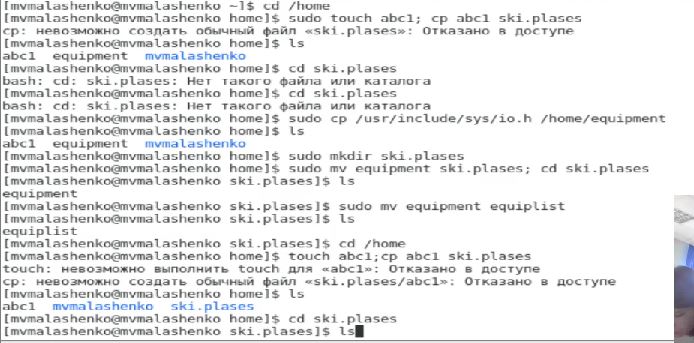 [mvmalashenko@mvmalashenko ~]$ cd /home
[mvmalashenko@mvmalashenko home]$ sudo touch abc1; cp abc1 ski.plases
cp: невозможно создать обычный файл «ski.plases»: Отказано в доступе
[mvmalashenko@mvmalashenko home]$ ls
abc1  equipment  mvmalashenko
[mvmalashenko@mvmalashenko home]$ cd ski.plases
bash: cd: ski.plases: Нет такого файла или каталога
[mvmalashenko@mvmalashenko home]$ cd ski.plases
bash: cd: ski.plases: Нет такого файла или каталога
[mvmalashenko@mvmalashenko home]$ sudo cp /usr/include/sys/io.h /home/equipment
[mvmalashenko@mvmalashenko home]$ ls
abc1  equipment  mvmalashenko
[mvmalashenko@mvmalashenko home]$ sudo mkdir ski.plases
[mvmalashenko@mvmalashenko home]$ sudo mv equipment ski.plases; cd ski.plases
[mvmalashenko@mvmalashenko ski.plases]$ ls
equipment
[mvmalashenko@mvmalashenko ski.plases]$ sudo mv equipment equiplist
[mvmalashenko@mvmalashenko ski.plases]$ ls
equiplist
[mvmalashenko@mvmalashenko ski.plases]$ cd /home
[mvmalashenko@mvmalashenko home]$ touch abc1;cp abc1 ski.plases
touch: невозможно выполнить touch для «abc1»: Отказано в доступе
cp: невозможно создать обычный файл «ski.plases/abc1»: Отказано в доступе
[mvmalashenko@mvmalashenko home]$ ls
abc1  mvmalashenko  ski.plases
[mvmalashenko@mvmalashenko home]$ cd ski.plases
[mvmalashenko@mvmalashenko ski.plases]$ ls